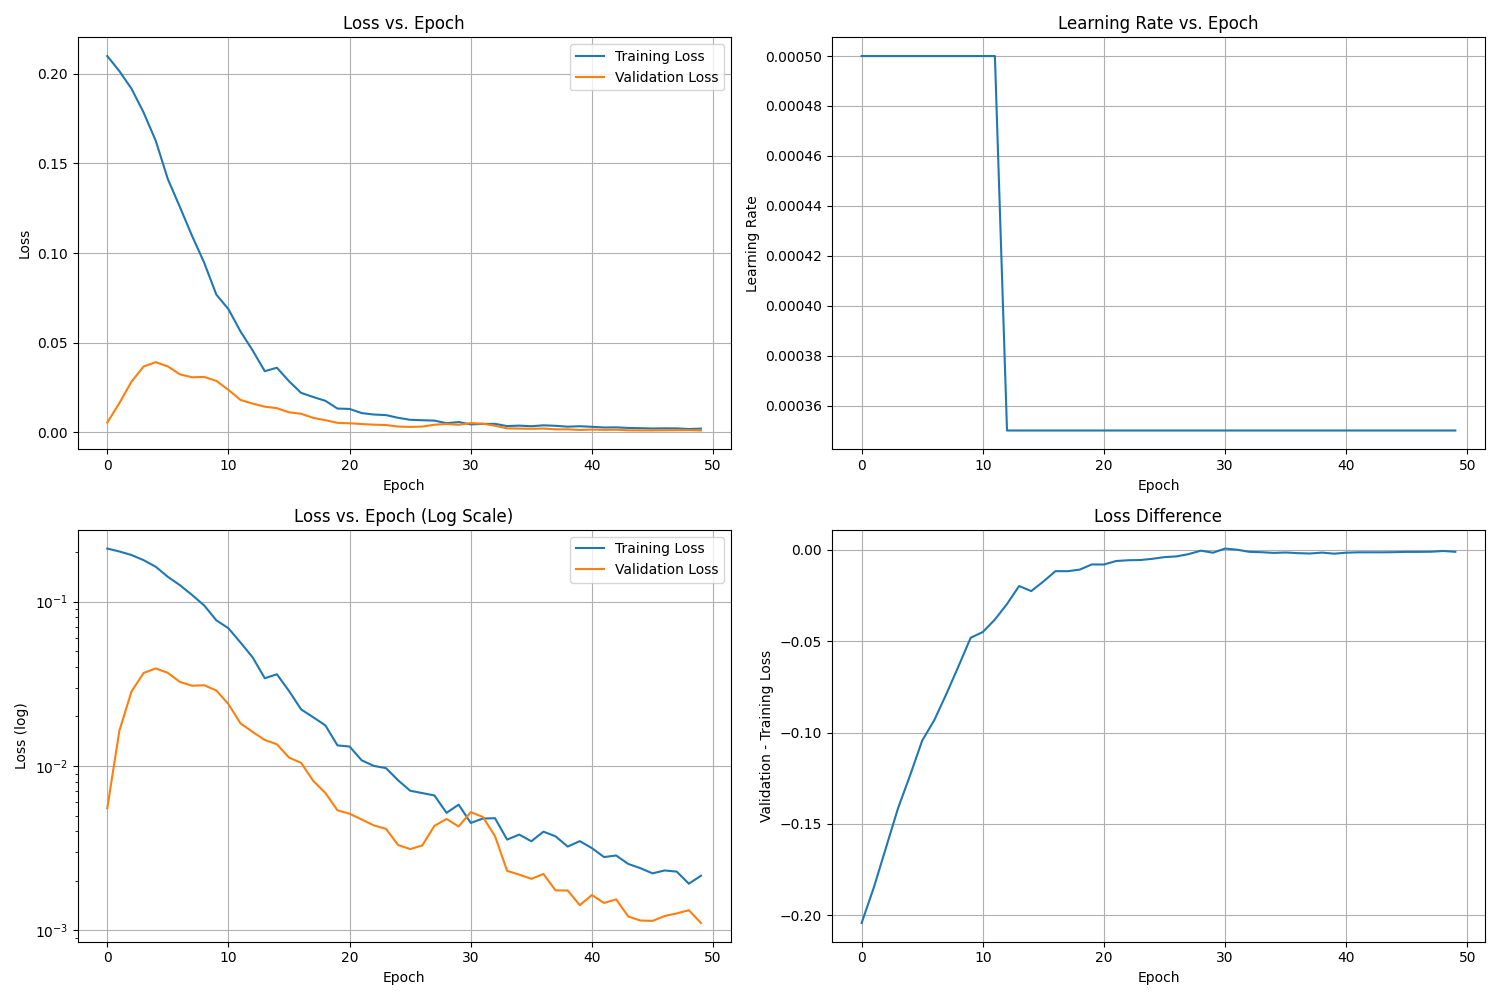 Loss vs. Epoch
Training Loss
Validation Loss
0.20
0.15
0.10
0.05
0.00
Loss
0 10 20 30 40 50
Epoch
Learning Rate vs. Epoch
0.00050
0.00048
0.00046
0.00044
0.00042
0.00040
0.00038
0.00036
Learning Rate
0 10 20 30 40 50
Epoch
Loss vs. Epoch (Log Scale)
Training Loss
Validation Loss
10⁻¹
10⁻²
10⁻³
Loss (log)
0 10 20 30 40 50
Epoch
Loss Difference
0.00
−0.05
−0.10
−0.15
−0.20
Validation - Training Loss
0 10 20 30 40 50
Epoch